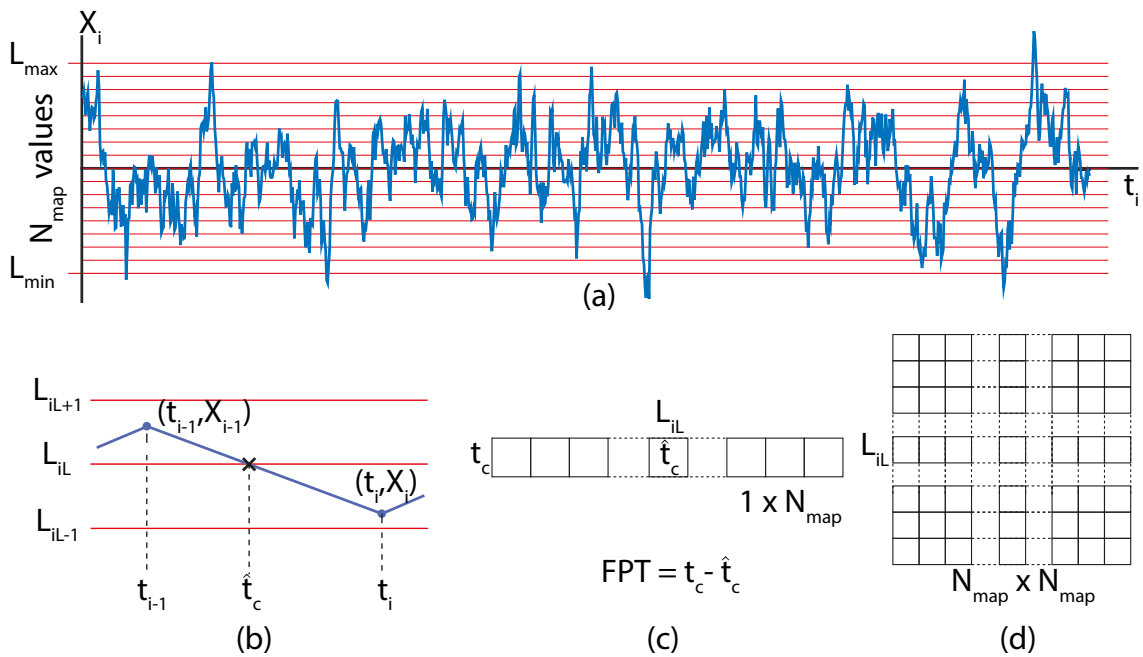 X_i
L_max
N_map values
L_min
t_i
(a)
L_iL+1
(t_i-1,X_i-1)
L_iL
(t_i,X_i)
L_iL-1
t_i-1
t̂_c
t_i
(b)
L_iL
t_c
t̂_c
1 x N_map
FPT = t_c- t̂_c
(c)
L_iL
N_map x N_map
(d)